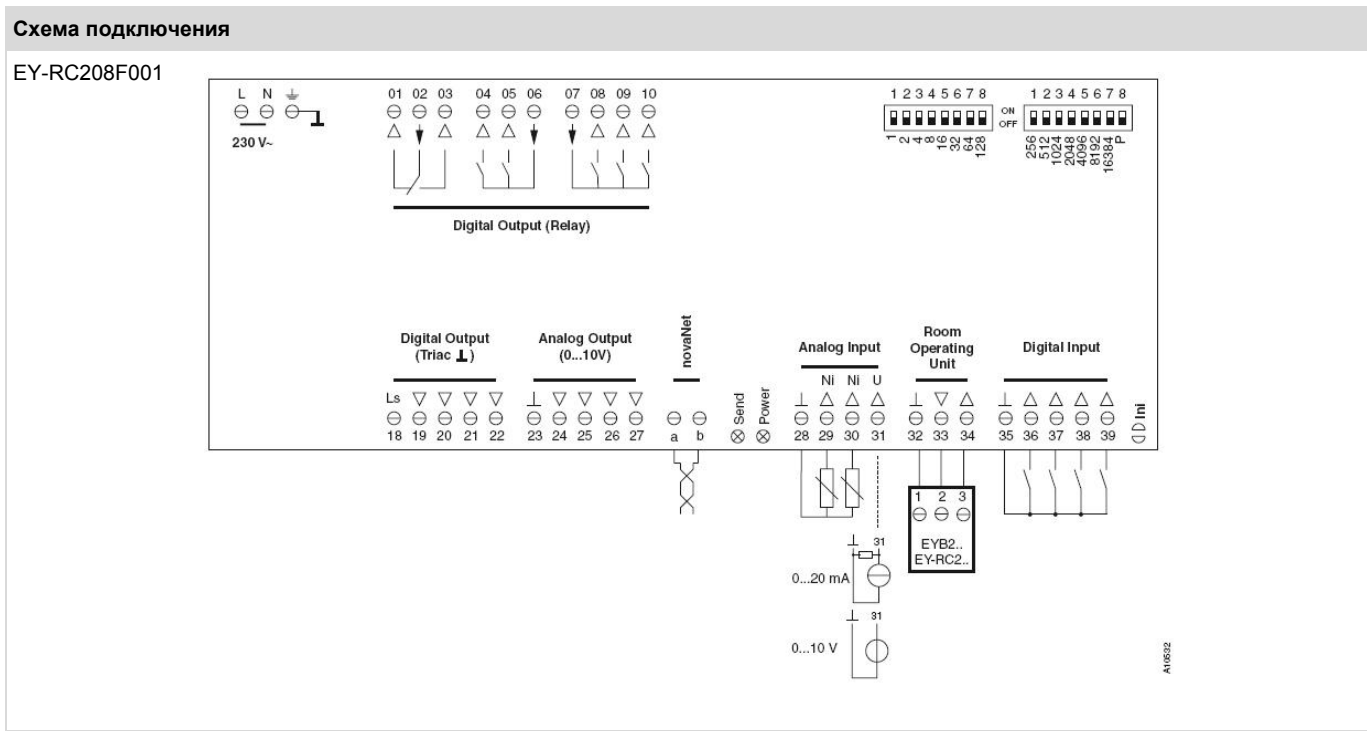 Схема подключения
EY-RC208F001
L N
230 V~
01 02 03 04 05 06 07 08 09 10
Digital Output (Relay)
1 2 3 4 5 6 7 8
ON
OFF
1 2 4 8 16 32 64 128
1 2 3 4 5 6 7 8
256 512 1024 2048 4096 8192 16384 P
Digital Output
(Triac )
Ls
18 19 20 21 22
Analog Output
(0...10V)
23 24 25 26 27
novaNet
a b
Send
Power
Analog Input
Ni Ni U
28 29 30 31
Room
Operating
Unit
32 33 34
Digital Input
35 36 37 38 39
Ini
1 2 3
EYB2..
EY-RC2..
31
0...20 mA
31
0...10 V
A10532